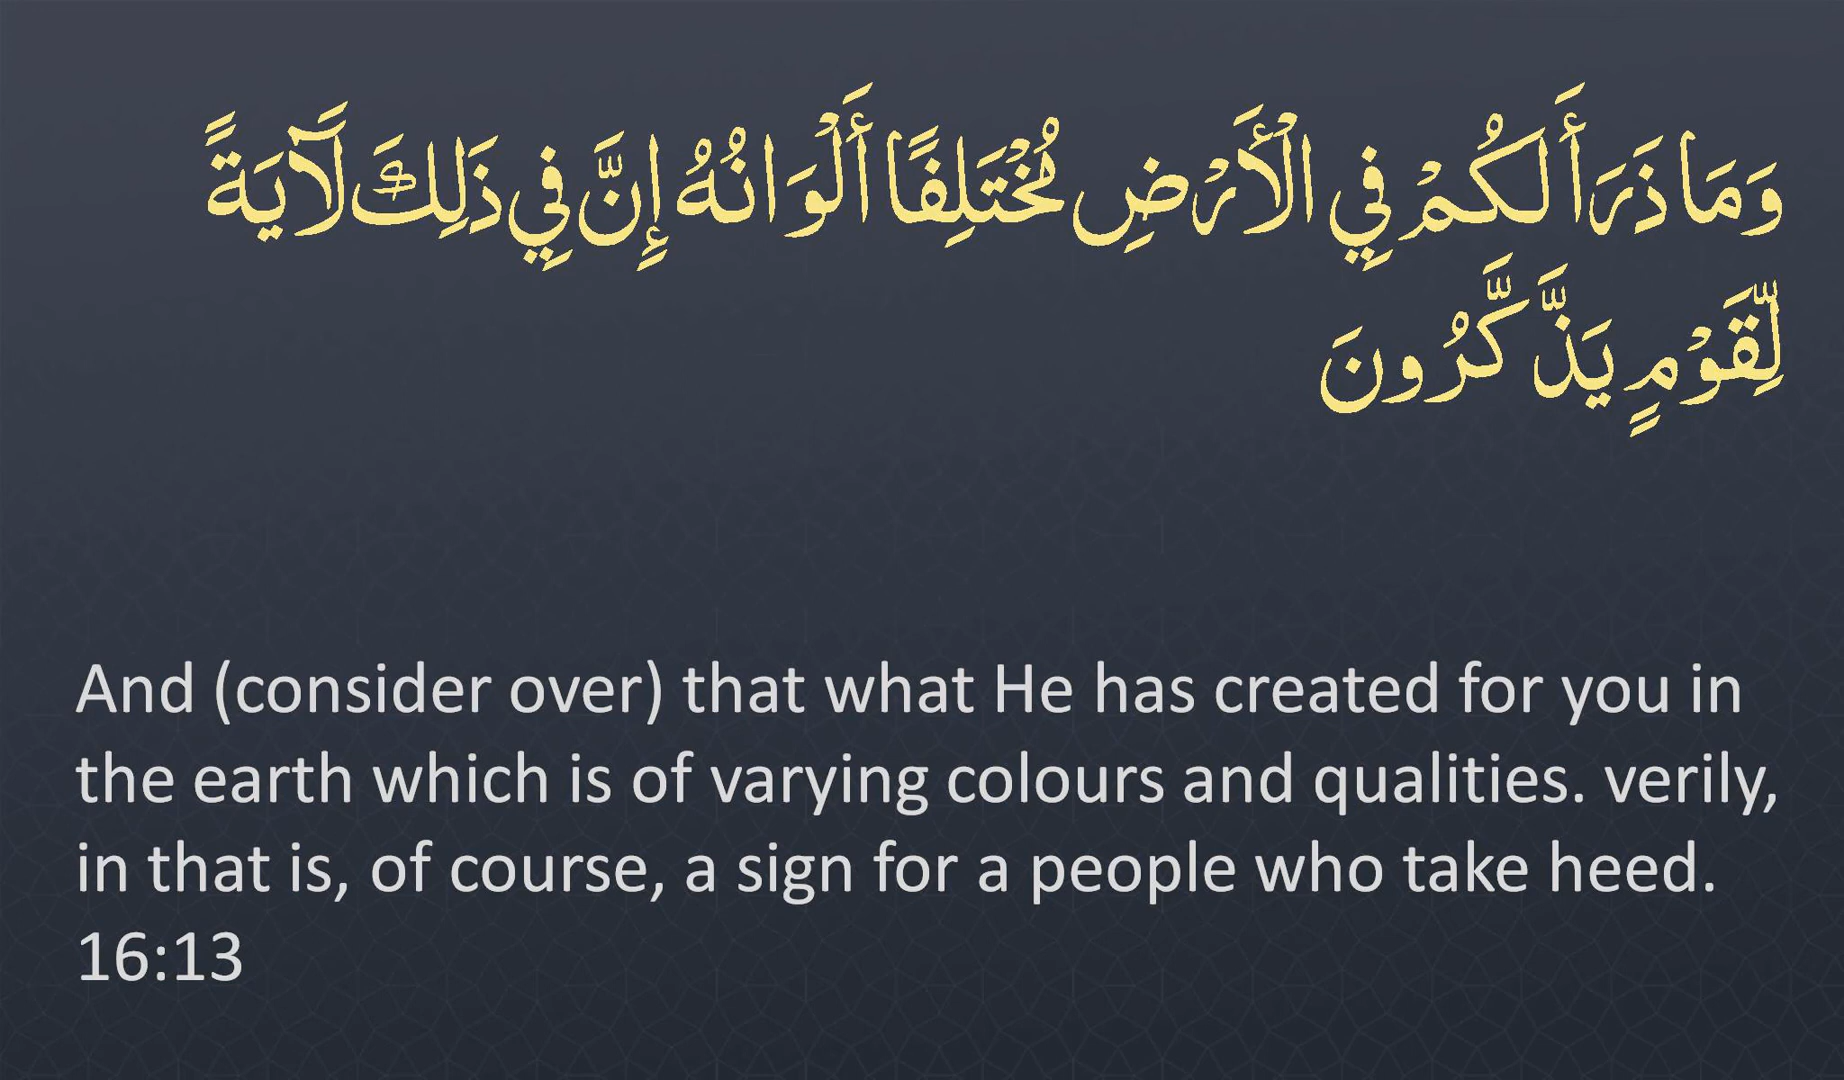 وَمَا ذَرَأَ لَكُمْ فِي الْأَرْضِ مُخْتَلِفًا أَلْوَانُهُ إِنَّ فِي ذَلِكَ لَآيَةً
لِّقَوْمٍ يَذَّكَّرُونَ
And (consider over) that what He has created for you in
the earth which is of varying colours and qualities. verily,
in that is, of course, a sign for a people who take heed.
16:13